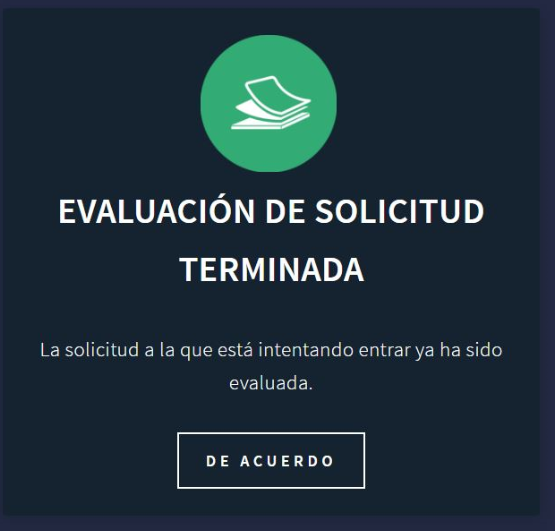 EVALUACIÓN DE SOLICITUD
TERMINADA
La solicitud a la que está intentando entrar ya ha sido
evaluada.
DE ACUERDO